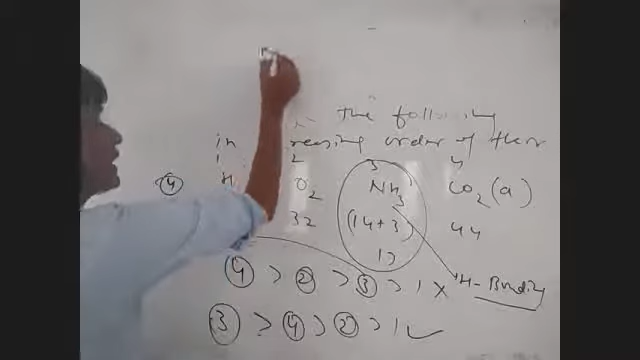 the following
in reasing order of their
1 2 3 4
④ H O2 NH3 CO2 (a)
32 (14+3) 44
17
④ > ② > ③ > 1 ×
H-Bonding
③ > ④ > ② > 1 ✓